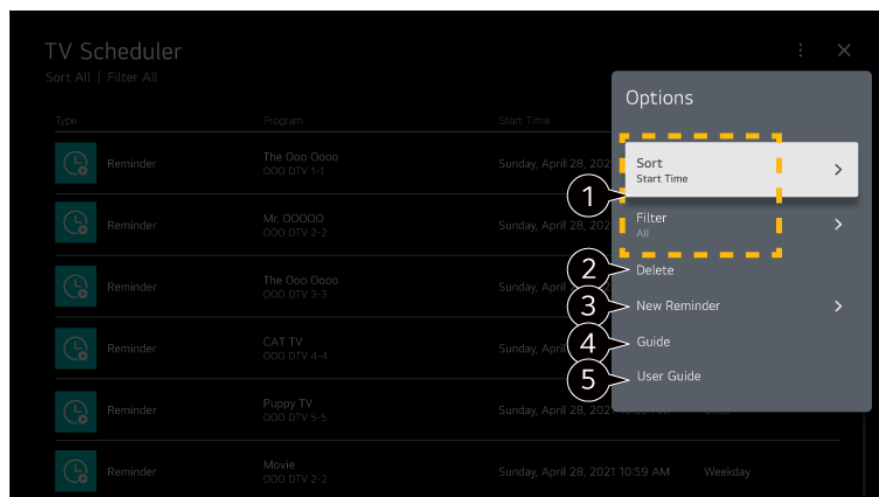 TV Scheduler
Sort All | Filter All
Type Program Start Time
Reminder The Ooo Oooo Sunday, April 28, 202
OOO DTV 1-1
Reminder Mr. OOOOO Sunday, April 28, 202
OOO DTV 2-2
Reminder The Ooo Oooo Sunday, April
OOO DTV 3-3
Reminder CAT TV Sunday, April
OOO DTV 4-4
Reminder Puppy TV Sunday, April 28, 2021 10:59 AM Once
OOO DTV 5-5
Reminder Movie Sunday, April 28, 2021 10:59 AM Weekday
OOO DTV 2-2
Options
Sort
Start Time
1
Filter
All
2 Delete
3 New Reminder
4 Guide
5 User Guide